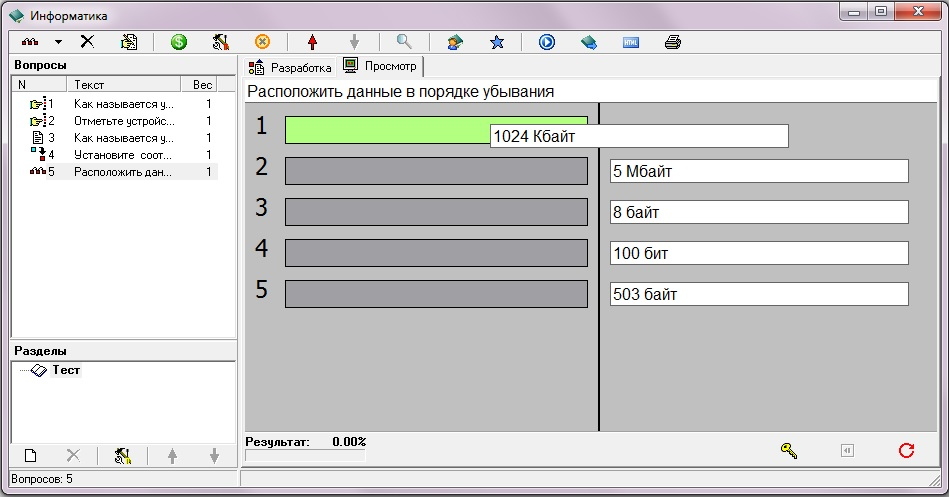 Информатика
HTML
Вопросы
N Текст Вес
1 Как называется у... 1
2 Отметьте устройс... 1
3 Как называется у... 1
4 Установите соот... 1
5 Расположить дан... 1
Разделы
Тест
Вопросов: 5
Разработка Просмотр
Расположить данные в порядке убывания
1
1024 Кбайт
2
5 Мбайт
3
8 байт
4
100 бит
5
503 байт
Результат: 0.00%